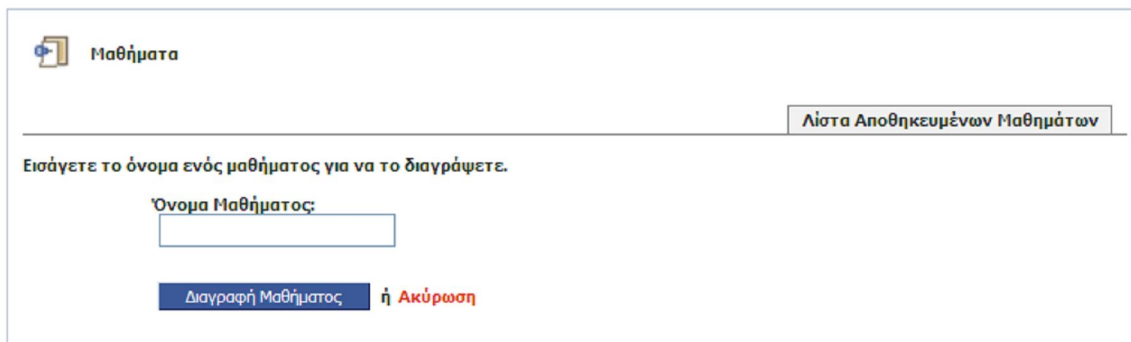 Μαθήματα
Λίστα Αποθηκευμένων Μαθημάτων
Εισάγετε το όνομα ενός μαθήματος για να το διαγράψετε.
Όνομα Μαθήματος:
Διαγραφή Μαθήματος ή Ακύρωση